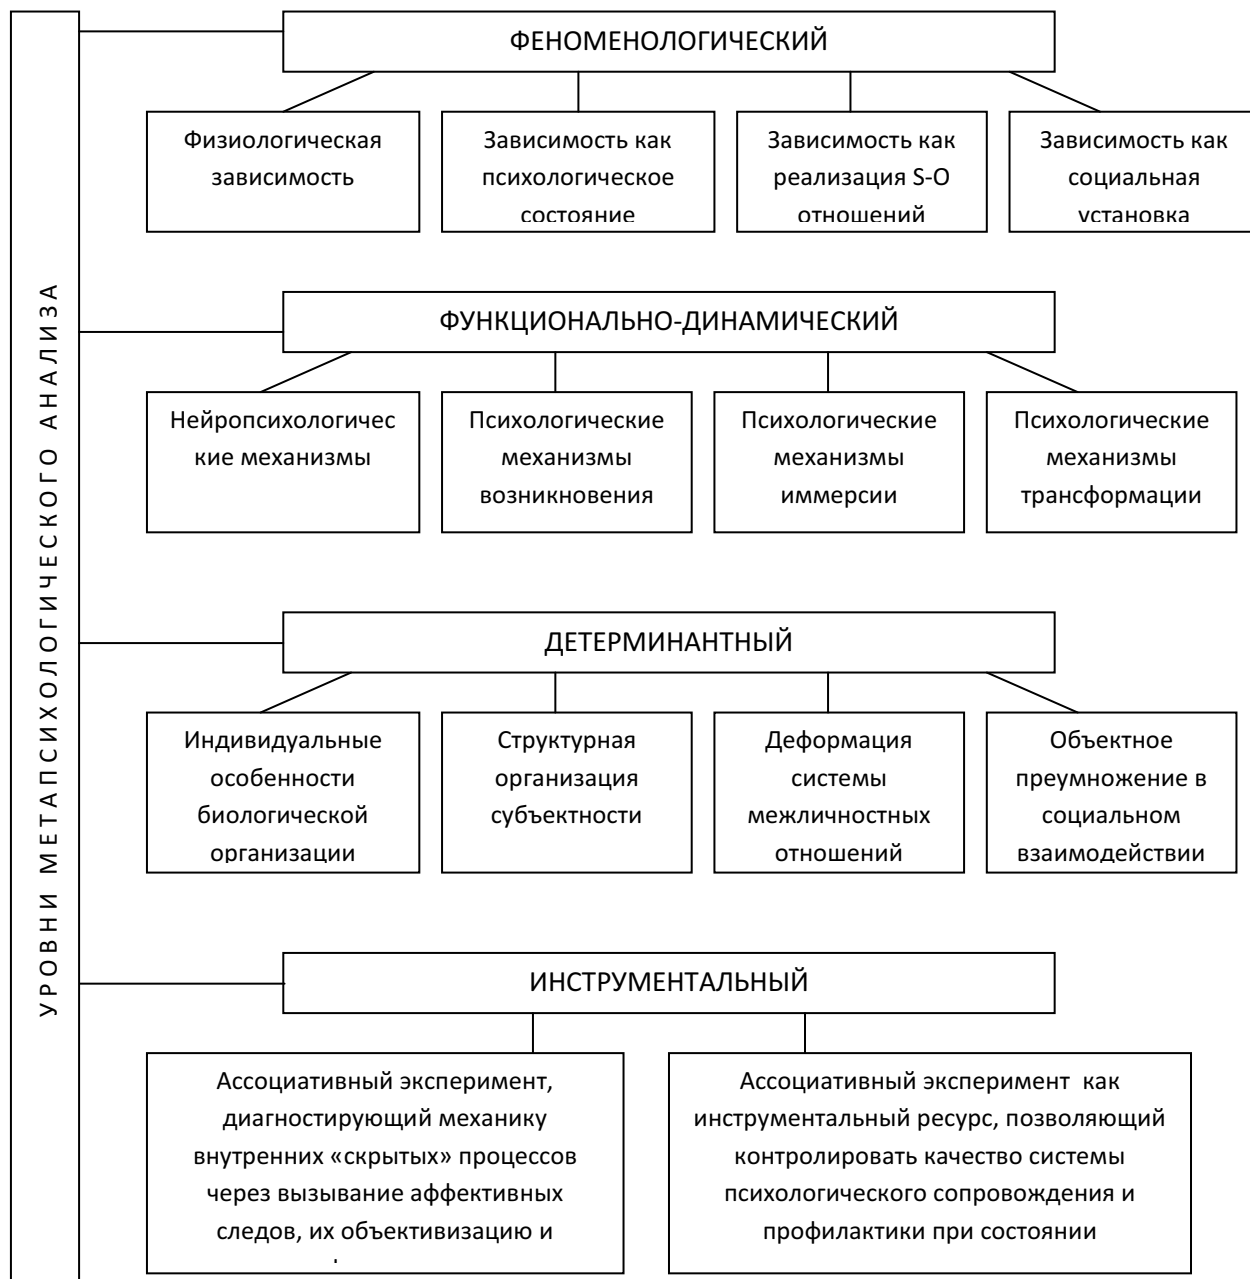 УРОВНИ МЕТАПСИХОЛОГИЧЕСКОГО АНАЛИЗА
ФЕНОМЕНОЛОГИЧЕСКИЙ
Физиологическая
зависимость
Зависимость как
психологическое
состояние
Зависимость как
реализация S-O
отношений
Зависимость как
социальная
установка
ФУНКЦИОНАЛЬНО-ДИНАМИЧЕСКИЙ
Нейропсихологичес
кие механизмы
Психологические
механизмы
возникновения
Психологические
механизмы
иммерсии
Психологические
механизмы
трансформации
ДЕТЕРМИНАНТНЫЙ
Индивидуальные
особенности
биологической
организации
Структурная
организация
субъектности
Деформация
системы
межличностных
отношений
Объектное
преумножение в
социальном
взаимодействии
ИНСТРУМЕНТАЛЬНЫЙ
Ассоциативный эксперимент,
диагностирующий механику
внутренних «скрытых» процессов
через вызывание аффективных
следов, их объективизацию и
Ассоциативный эксперимент как
инструментальный ресурс, позволяющий
контролировать качество системы
психологического сопровождения и
профилактики при состоянии